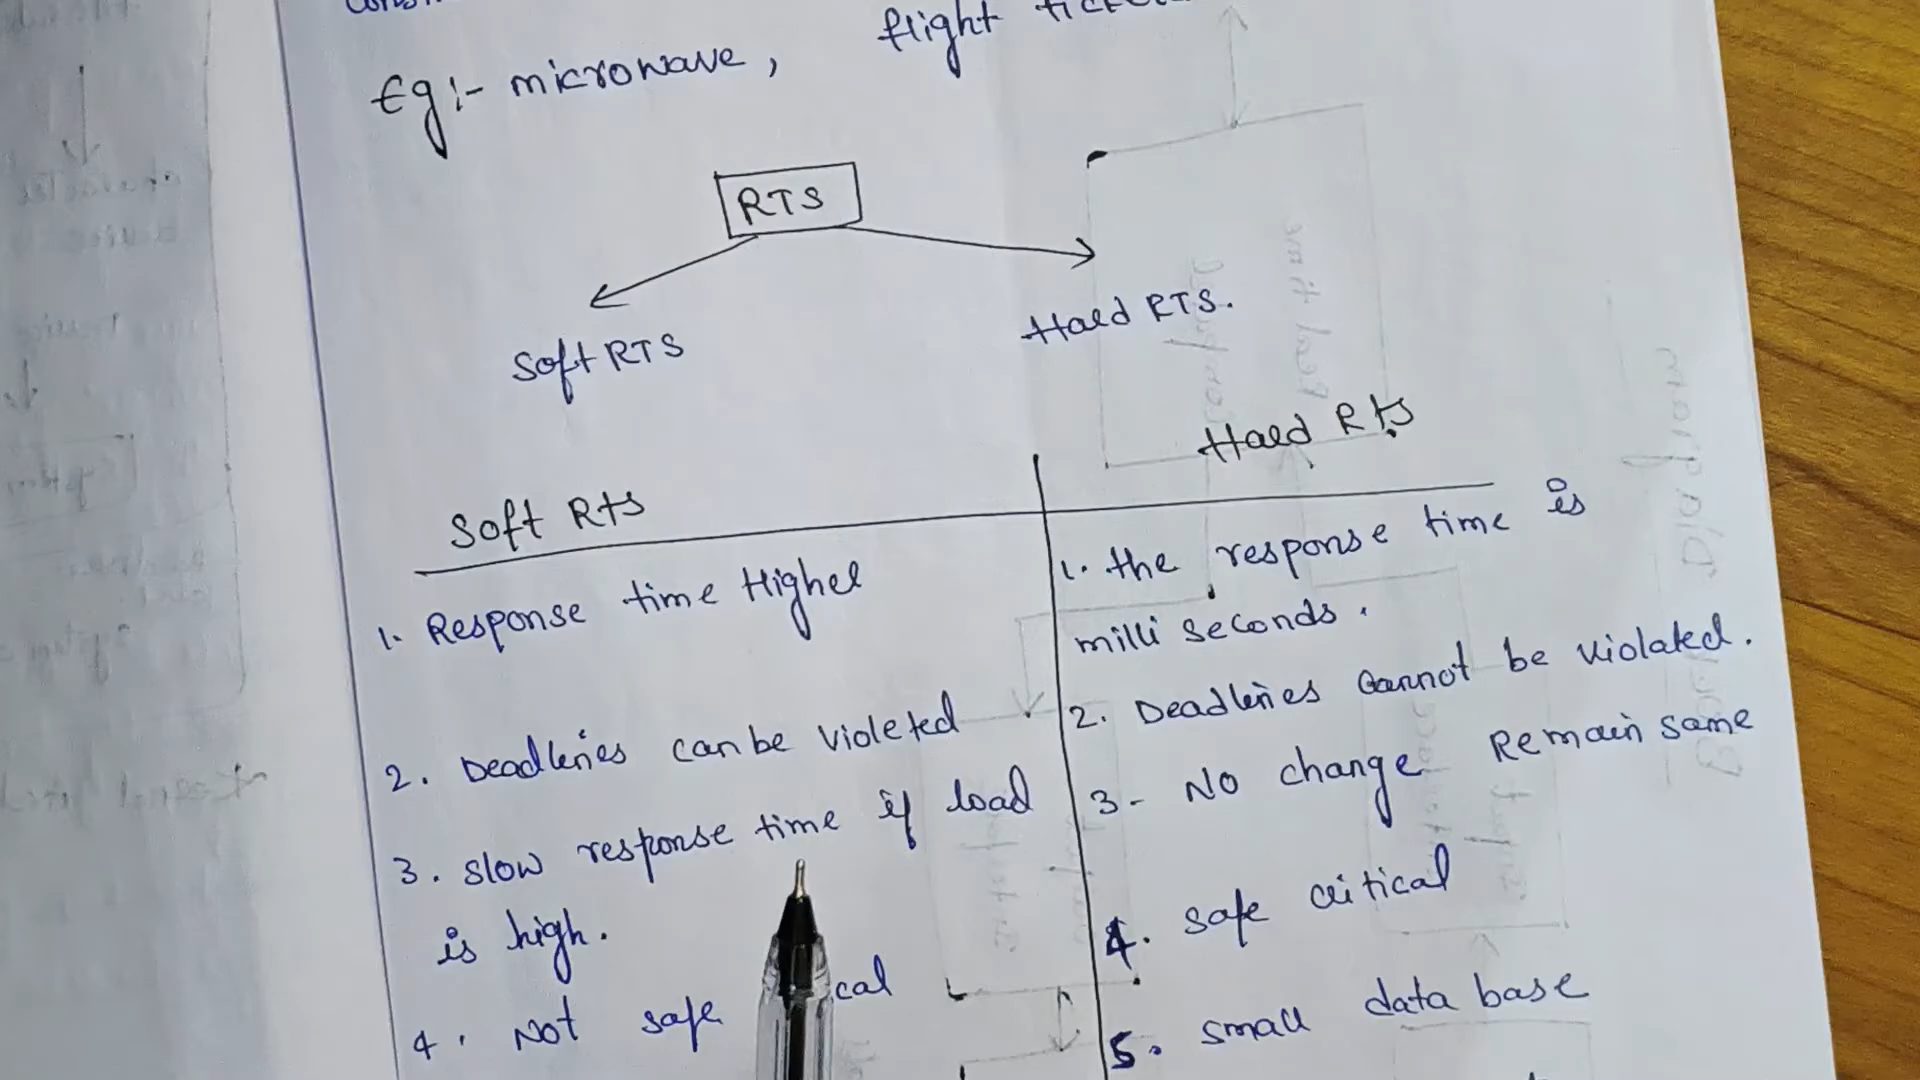 Eg:- microwave, flight
RTS
Soft RTS
Hard RTS.
Soft Rts
Hard Rts
1. Response time Higher
2. Deadlines can be violeted
3. slow response time if load
is high.
4. Not safe cal
1. the response time is
milli seconds.
2. Deadlines cannot be violated.
3- No change Remain same
4. safe critical
5. small data base